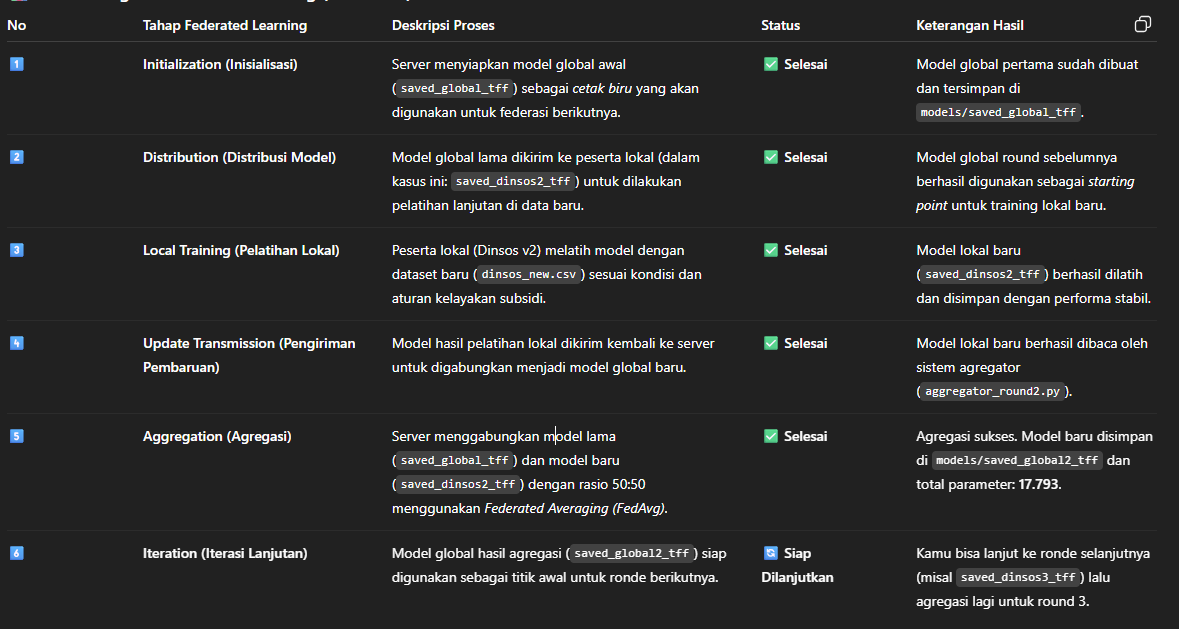 No Tahap Federated Learning Deskripsi Proses Status Keterangan Hasil
1 Initialization (Inisialisasi) Server menyiapkan model global awal ✅ Selesai Model global pertama sudah dibuat
(saved_global_tff) sebagai cetak biru yang akan dan tersimpan di
digunakan untuk federasi berikutnya. models/saved_global_tff.
2 Distribution (Distribusi Model) Model global lama dikirim ke peserta lokal (dalam ✅ Selesai Model global round sebelumnya
kasus ini: saved_dinsos2_tff) untuk dilakukan berhasil digunakan sebagai starting
pelatihan lanjutan di data baru. point untuk training lokal baru.
3 Local Training (Pelatihan Lokal) Peserta lokal (Dinsos v2) melatih model dengan ✅ Selesai Model lokal baru
dataset baru (dinsos_new.csv) sesuai kondisi dan (saved_dinsos2_tff) berhasil dilatih
aturan kelayakan subsidi. dan disimpan dengan performa stabil.
4 Update Transmission (Pengiriman Model hasil pelatihan lokal dikirim kembali ke server ✅ Selesai Model lokal baru berhasil dibaca oleh
Pembaruan) untuk digabungkan menjadi model global baru. sistem agregator
(aggregator_round2.py).
5 Aggregation (Agregasi) Server menggabungkan model lama ✅ Selesai Agregasi sukses. Model baru disimpan
(saved_global_tff) dan model baru di models/saved_global2_tff dan
(saved_dinsos2_tff) dengan rasio 50:50 total parameter: 17.793.
menggunakan Federated Averaging (FedAvg).
6 Iteration (Iterasi Lanjutan) Model global hasil agregasi (saved_global2_tff) siap 🔄 Siap Kamu bisa lanjut ke ronde selanjutnya
digunakan sebagai titik awal untuk ronde berikutnya. Dilanjutkan (misal saved_dinsos3_tff) lalu
agregasi lagi untuk round 3.